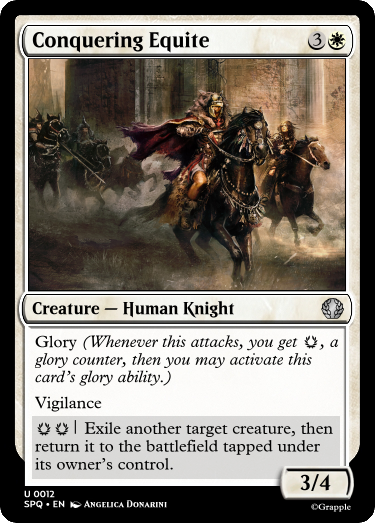 Conquering Equite 3
Creature — Human Knight
Glory (Whenever this attacks, you get , a
glory counter, then you may activate this
card's glory ability.)
Vigilance
| Exile another target creature, then
return it to the battlefield tapped under
its owner's control.
3/4
U 0012
SPQ • EN Angelica Donarini
©Grapple